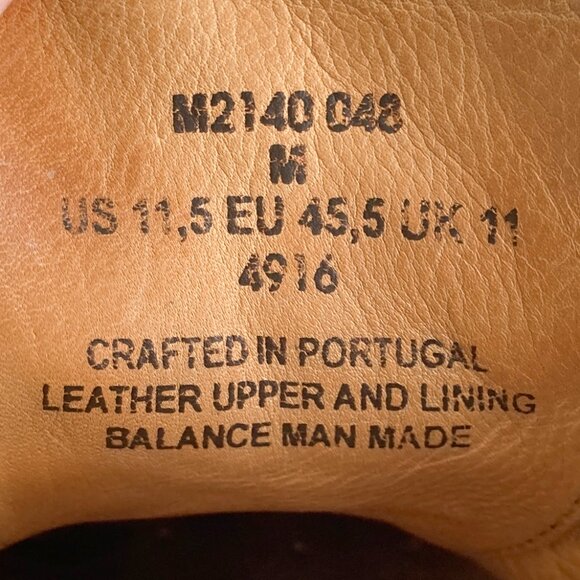 M2140 048
M
US 11,5 EU 45,5 UK 11
4916
CRAFTED IN PORTUGAL
LEATHER UPPER AND LINING
BALANCE MAN MADE